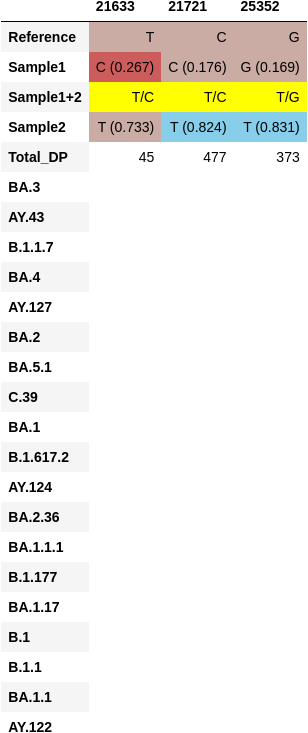 21633 21721 25352
Reference T C G
Sample1 C (0.267) C (0.176) G (0.169)
Sample1+2 T/C T/C T/G
Sample2 T (0.733) T (0.824) T (0.831)
Total_DP 45 477 373
BA.3
AY.43
B.1.1.7
BA.4
AY.127
BA.2
BA.5.1
C.39
BA.1
B.1.617.2
AY.124
BA.2.36
BA.1.1.1
B.1.177
BA.1.17
B.1
B.1.1
BA.1.1
AY.122